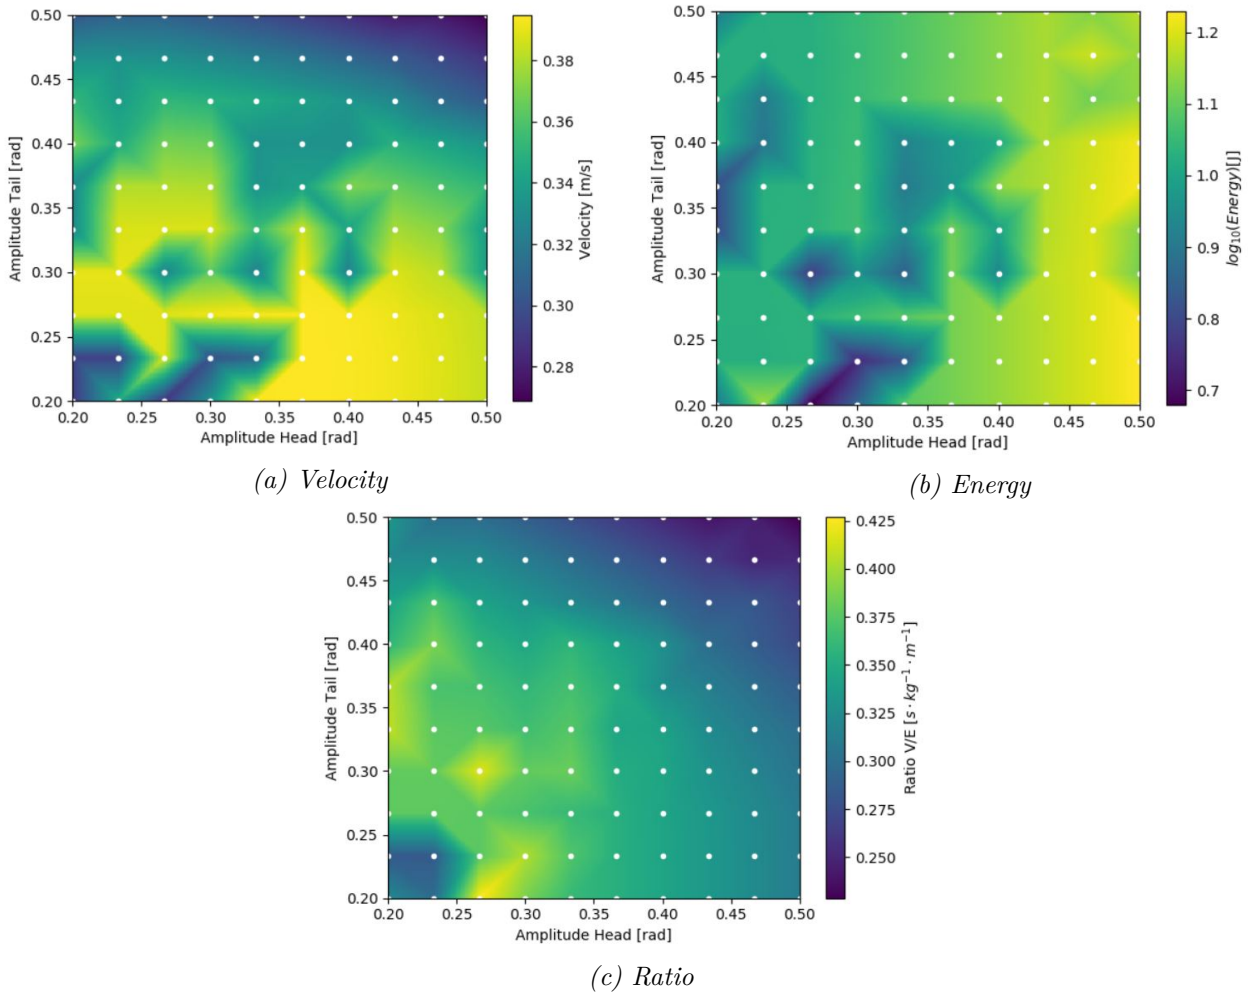 0.50
0.45
0.40
0.35
0.30
0.25
0.20
Amplitude Tail [rad]
0.20 0.25 0.30 0.35 0.40 0.45 0.50
Amplitude Head [rad]
0.38
0.36
0.34
0.32
0.30
0.28
Velocity [m/s]
(a) Velocity
0.50
0.45
0.40
0.35
0.30
0.25
0.20
Amplitude Tail [rad]
0.20 0.25 0.30 0.35 0.40 0.45 0.50
Amplitude Head [rad]
1.2
1.1
1.0
0.9
0.8
0.7
log₁₀(Energy)[J]
(b) Energy
0.50
0.45
0.40
0.35
0.30
0.25
0.20
Amplitude Tail [rad]
0.20 0.25 0.30 0.35 0.40 0.45 0.50
Amplitude Head [rad]
0.425
0.400
0.375
0.350
0.325
0.300
0.275
0.250
Ratio V/E [s · kg⁻¹ · m⁻¹]
(c) Ratio